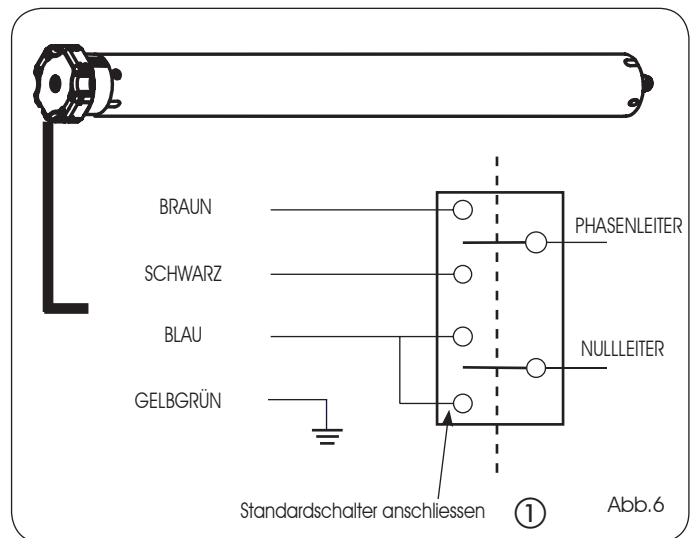 BRAUN
PHASENLEITER
SCHWARZ
BLAU
NULLLEITER
GELBGRÜN
Standardschalter anschliessen
1
Abb.6